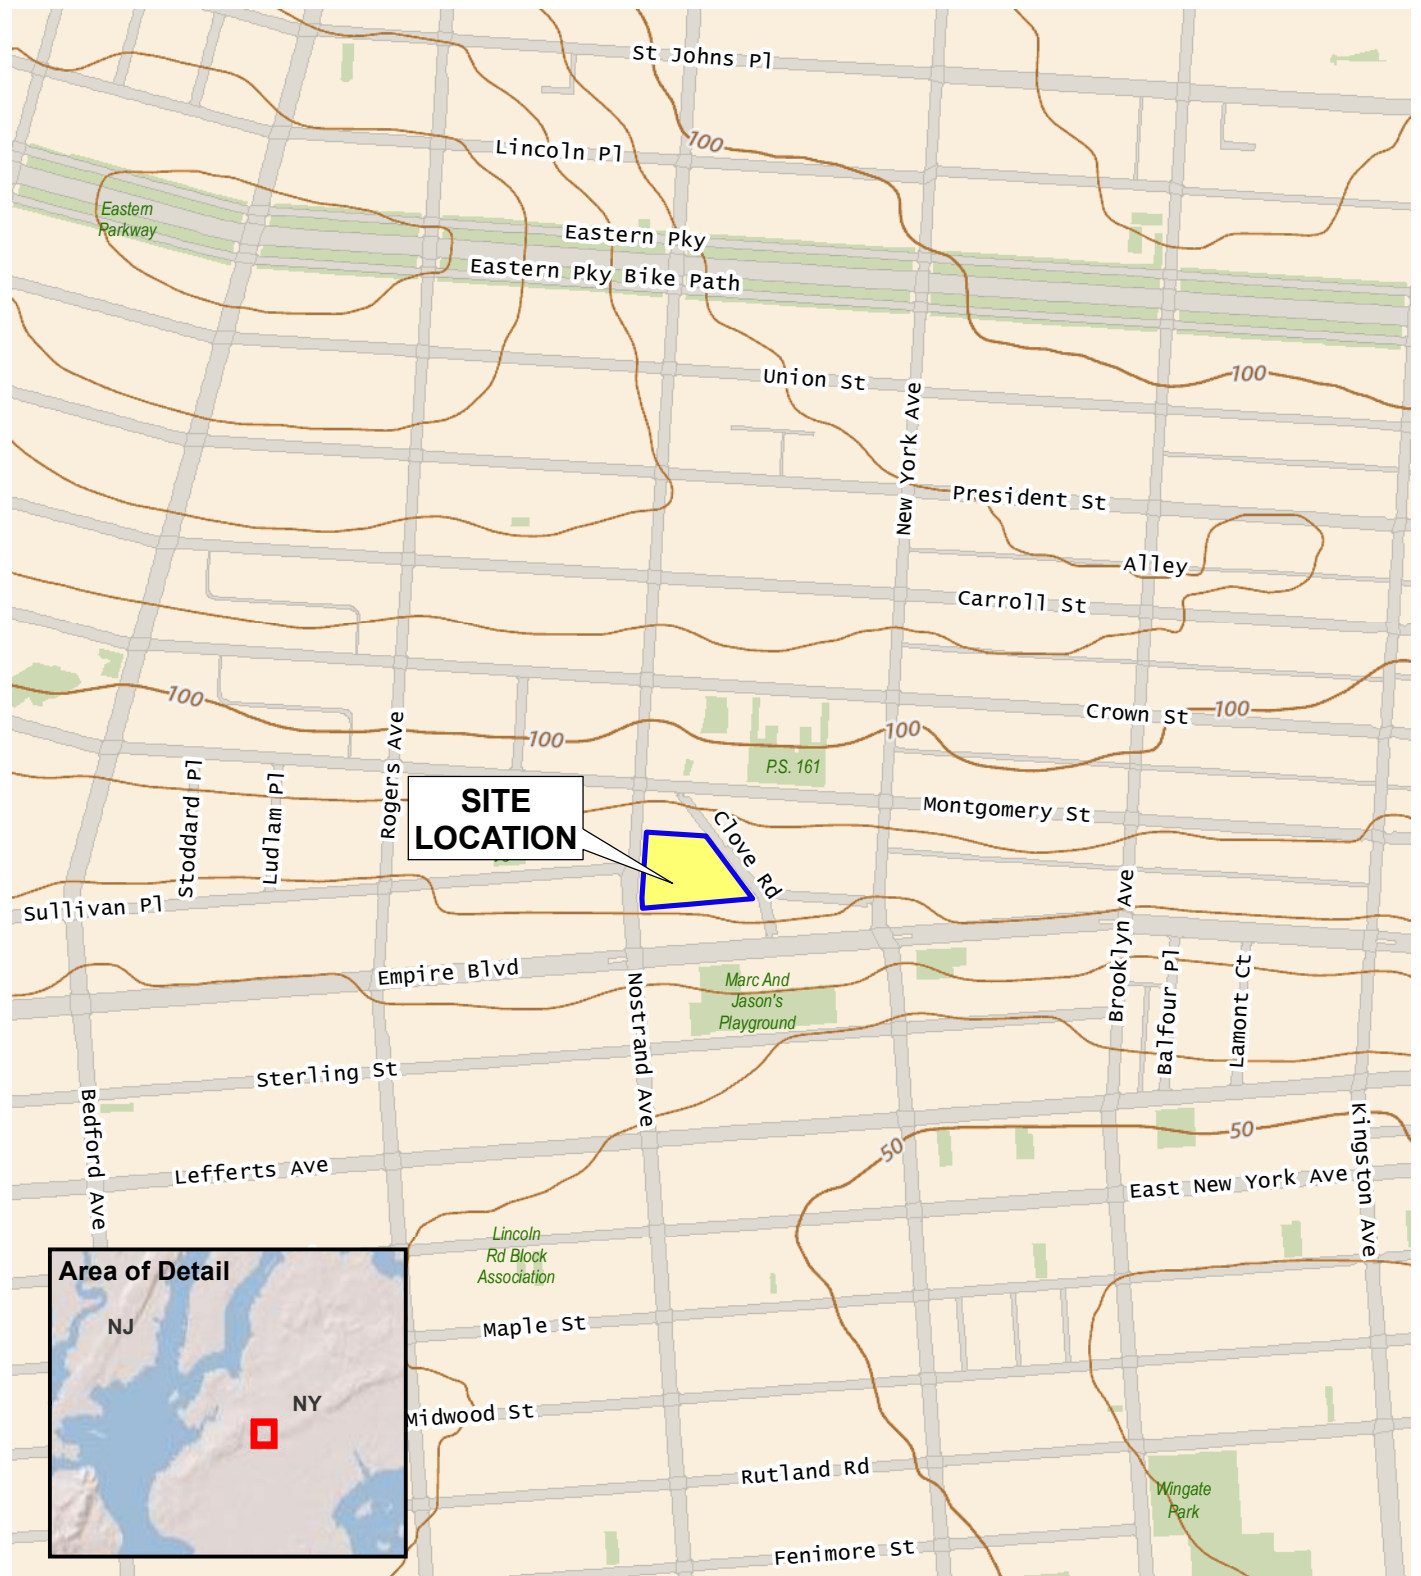 St Johns Pl
100
Lincoln Pl
Eastern
Parkway
Eastern Pky
Eastern Pky Bike Path
Union St
100
New York Ave
President St
Alley
Carroll St
100
Crown St
100
100
100
Rogers Ave
P.S. 161
Stoddard Pl
Ludlam Pl
SITE
LOCATION
Clove Rd
Montgomery St
Sullivan Pl
Brooklyn Ave
Empire Blvd
Nostrand Ave
Marc And
Jason's
Playground
Balfour Pl
Lamont Ct
Sterling St
Bedford Ave
Kingston Ave
50
50
Lefferts Ave
East New York Ave
Lincoln
Rd Block
Association
Area of Detail
NJ
NY
Maple St
Midwood St
Rutland Rd
Wingate
Park
Fenimore St